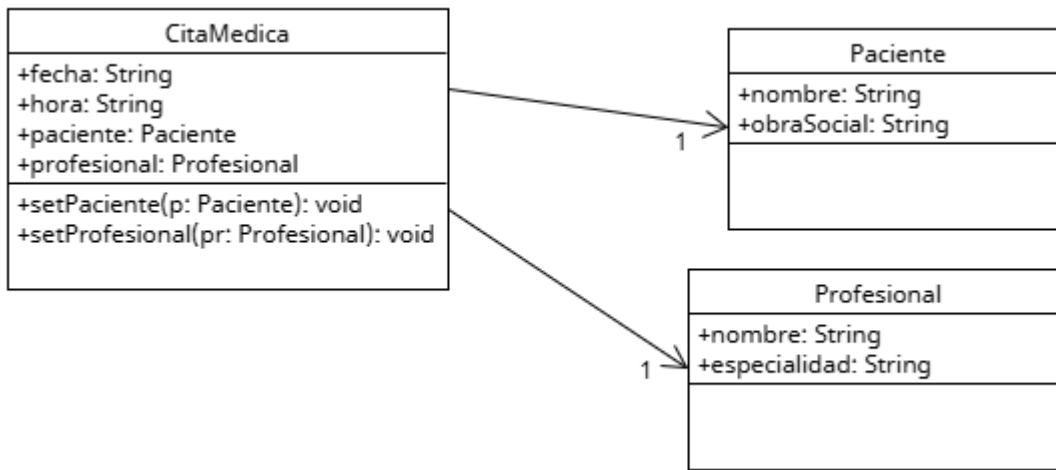 CitaMedica
+fecha: String
+hora: String
+paciente: Paciente
+profesional: Profesional
+setPaciente(p: Paciente): void
+setProfesional(pr: Profesional): void
1
Paciente
+nombre: String
+obraSocial: String
1
Profesional
+nombre: String
+especialidad: String